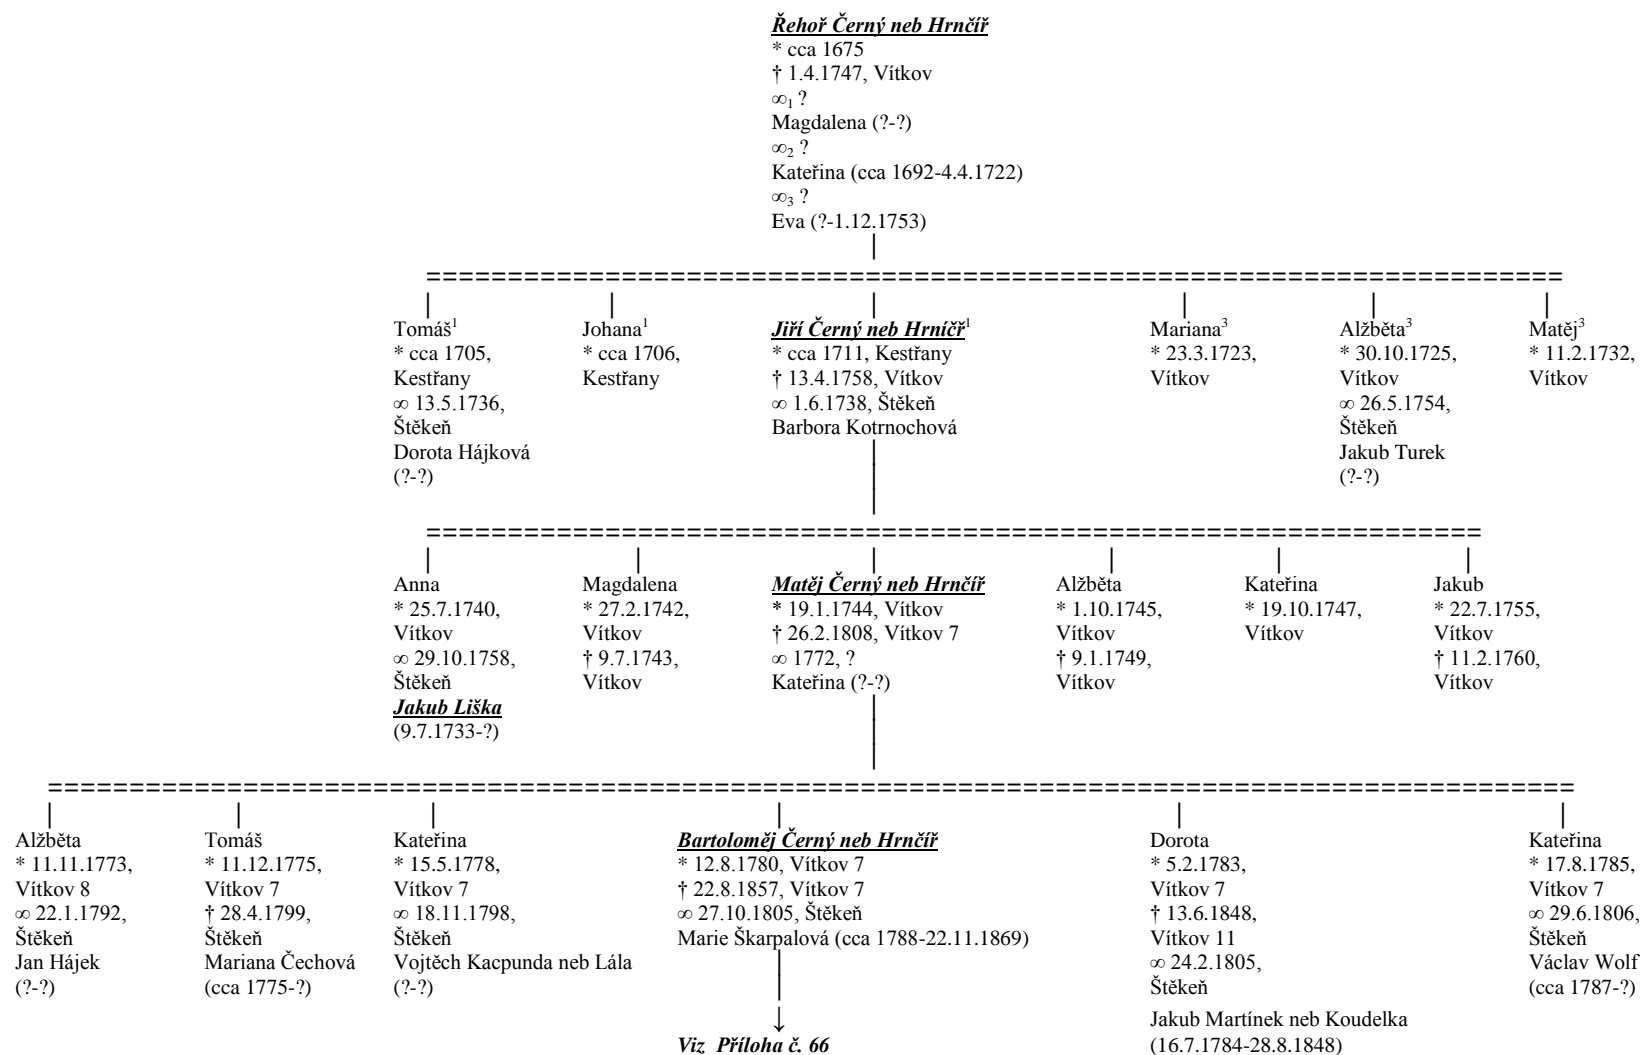 Řehoř Černý neb Hrnčíř
* cca 1675
† 1.4.1747, Vítkov
∞₁ ?
Magdalena (?-?)
∞₂ ?
Kateřina (cca 1692-4.4.1722)
∞₃ ?
Eva (?-1.12.1753)
Tomáš¹
* cca 1705,
Kestřany
∞ 13.5.1736,
Štěkeň
Dorota Hájková
(?-?)
Johana¹
* cca 1706,
Kestřany
Jiří Černý neb Hrníčř¹
* cca 1711, Kestřany
† 13.4.1758, Vítkov
∞ 1.6.1738, Štěkeň
Barbora Kotrnochová
Mariana³
* 23.3.1723,
Vítkov
Alžběta³
* 30.10.1725,
Vítkov
∞ 26.5.1754,
Štěkeň
Jakub Turek
(?-?)
Matěj³
* 11.2.1732,
Vítkov
Anna
* 25.7.1740,
Vítkov
∞ 29.10.1758,
Štěkeň
Jakub Liška
(9.7.1733-?)
Magdalena
* 27.2.1742,
Vítkov
† 9.7.1743,
Vítkov
Matěj Černý neb Hrnčíř
* 19.1.1744, Vítkov
† 26.2.1808, Vítkov 7
∞ 1772, ?
Kateřina (?-?)
Alžběta
* 1.10.1745,
Vítkov
† 9.1.1749,
Vítkov
Kateřina
* 19.10.1747,
Vítkov
Jakub
* 22.7.1755,
Vítkov
† 11.2.1760,
Vítkov
Alžběta
* 11.11.1773,
Vítkov 8
∞ 22.1.1792,
Štěkeň
Jan Hájek
(?-?)
Tomáš
* 11.12.1775,
Vítkov 7
† 28.4.1799,
Štěkeň
Mariana Čechová
(cca 1775-?)
Kateřina
* 15.5.1778,
Vítkov 7
∞ 18.11.1798,
Štěkeň
Vojtěch Kacpunda neb Lála
(?-?)
Bartoloměj Černý neb Hrnčíř
* 12.8.1780, Vítkov 7
† 22.8.1857, Vítkov 7
∞ 27.10.1805, Štěkeň
Marie Škarpalová (cca 1788-22.11.1869)
Viz Příloha č. 66
Dorota
* 5.2.1783,
Vítkov 7
† 13.6.1848,
Vítkov 11
∞ 24.2.1805,
Štěkeň
Jakub Martínek neb Koudelka
(16.7.1784-28.8.1848)
Kateřina
* 17.8.1785,
Vítkov 7
∞ 29.6.1806,
Štěkeň
Václav Wolf
(cca 1787-?)